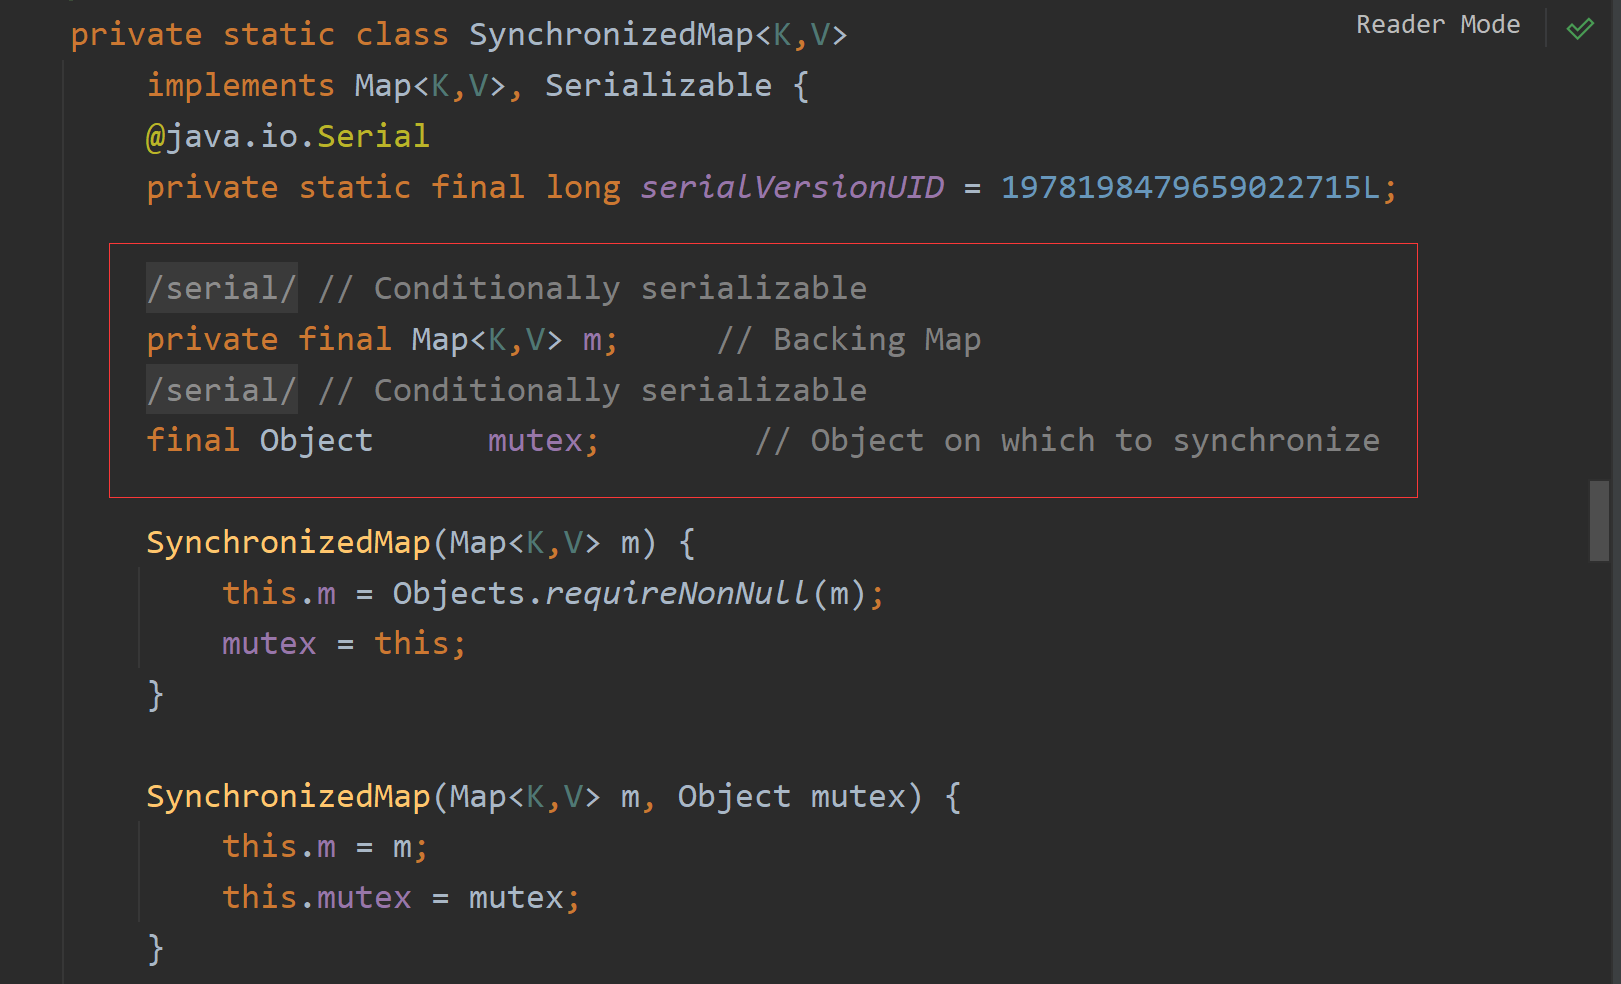 Reader Mode
private static class SynchronizedMap<K,V>
implements Map<K,V>, Serializable {
@java.io.Serial
private static final long serialVersionUID = 1978198479659022715L;
/serial/ // Conditionally serializable
private final Map<K,V> m;     // Backing Map
/serial/ // Conditionally serializable
final Object      mutex;        // Object on which to synchronize
SynchronizedMap(Map<K,V> m) {
this.m = Objects.requireNonNull(m);
mutex = this;
}
SynchronizedMap(Map<K,V> m, Object mutex) {
this.m = m;
this.mutex = mutex;
}